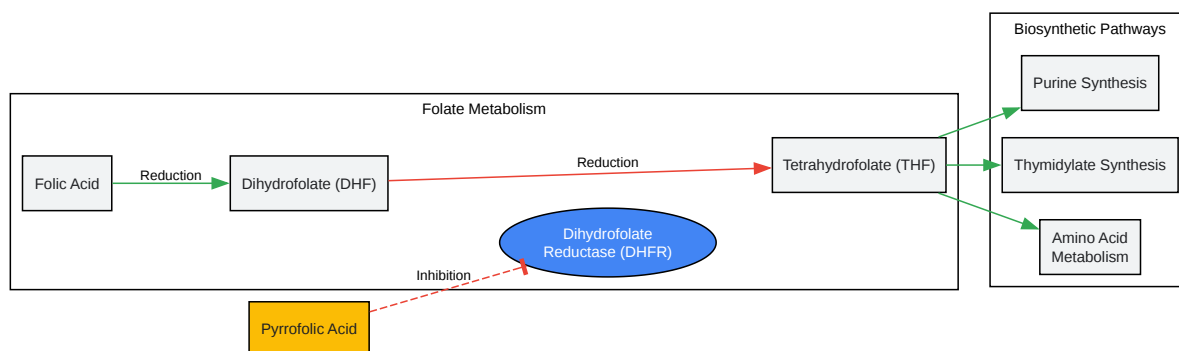 Biosynthetic Pathways
Purine Synthesis
Folate Metabolism
Folic Acid
Reduction
Dihydrofolate (DHF)
Reduction
Tetrahydrofolate (THF)
Thymidylate Synthesis
Dihydrofolate
Reductase (DHFR)
Amino Acid
Metabolism
Inhibition
Pyrrofolic Acid